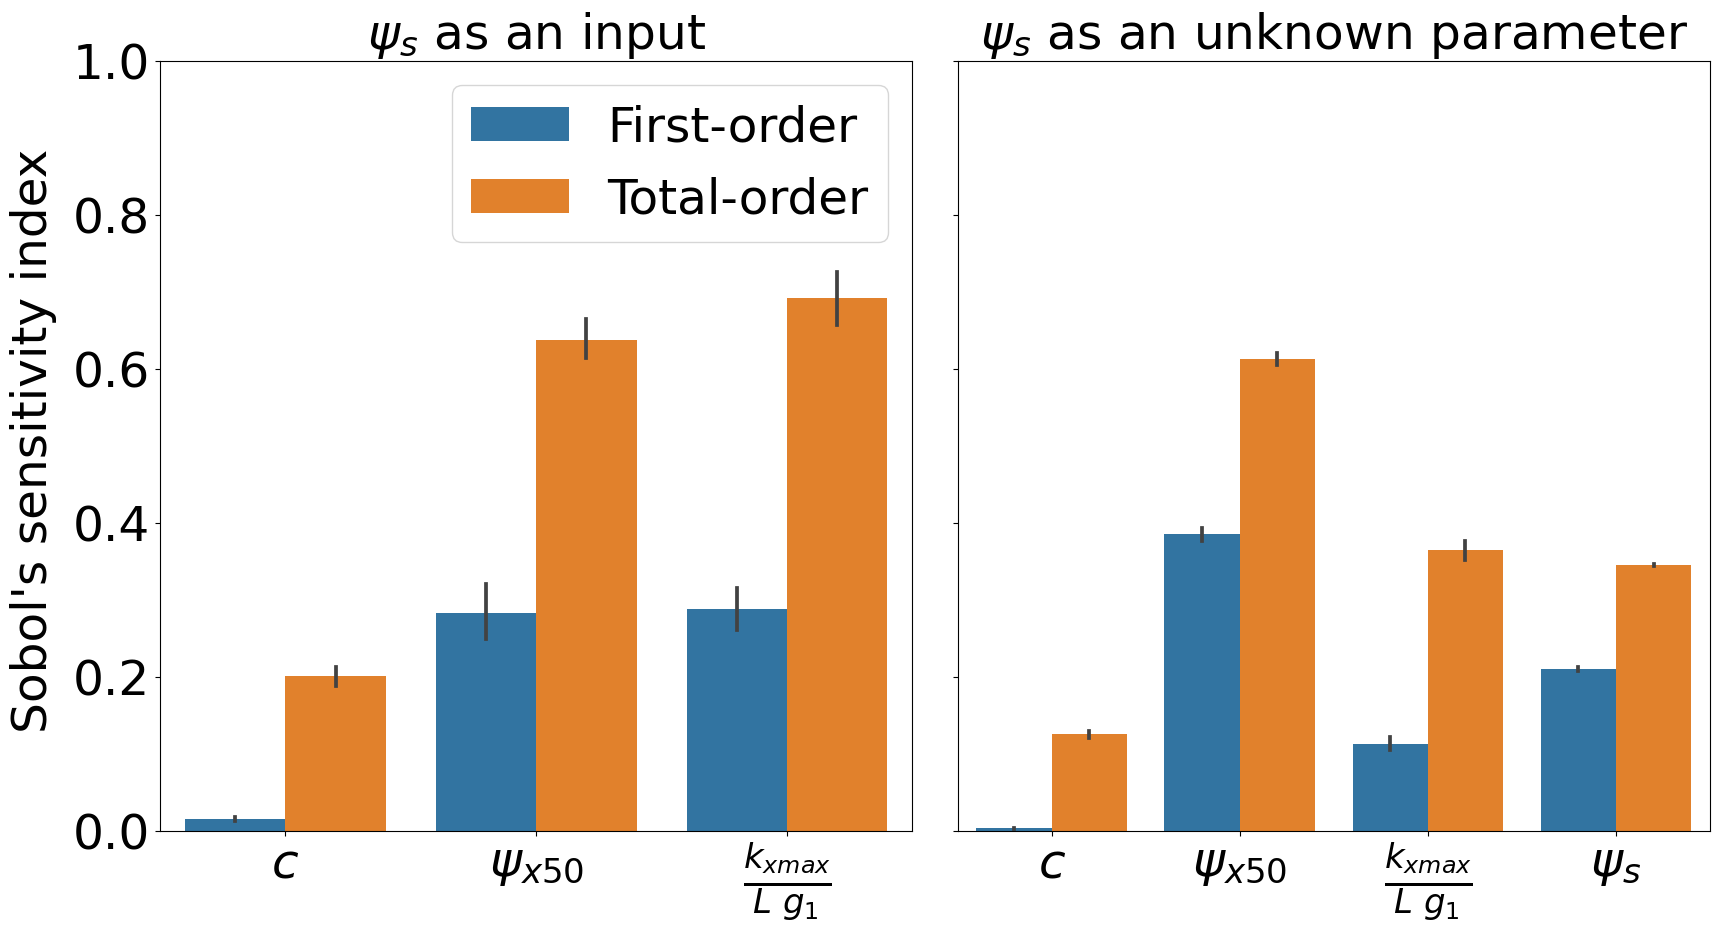 ψs as an input
ψs as an unknown parameter
Sobol's sensitivity index
1.0
0.8
0.6
0.4
0.2
0.0
First-order
Total-order
c
ψx50
kxmax
L g1
c
ψx50
kxmax
L g1
ψs